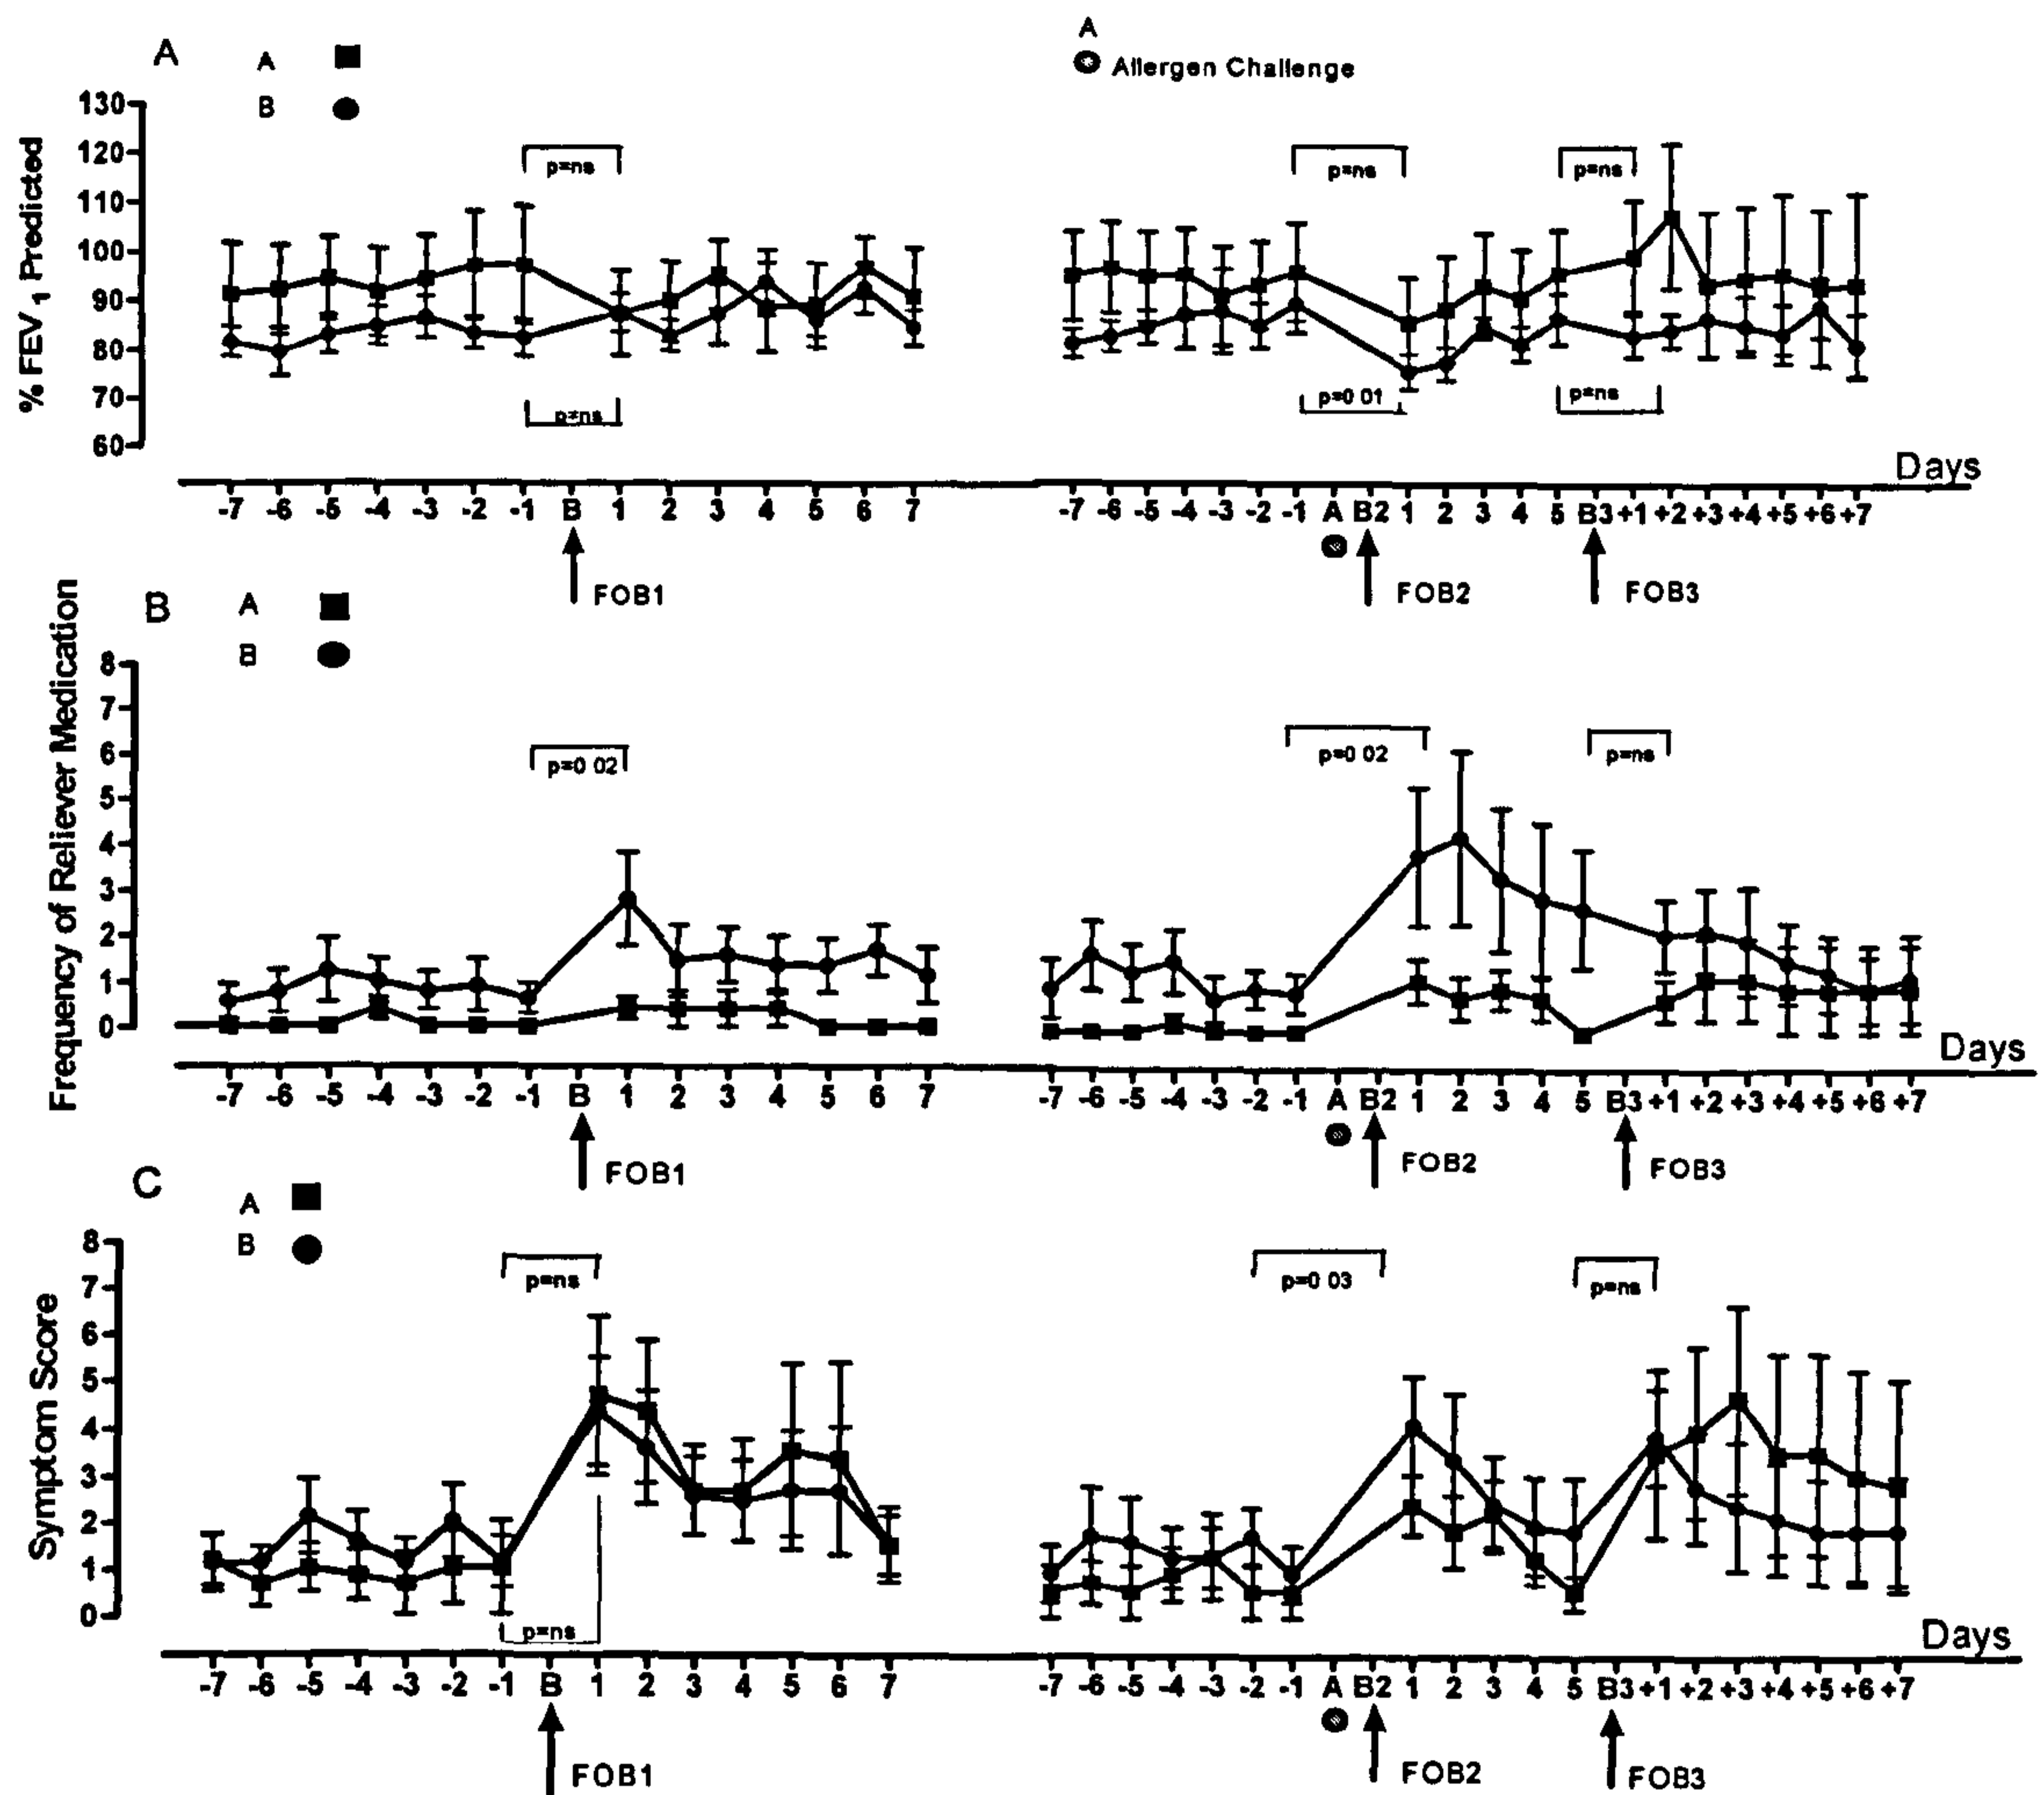 A
A
B
A
Allergen Challenge
% FEV 1 Predicted
130
120
110
100
90
80
70
60
p=ns
p=ns
p=ns
p=ns
p=0 01
p=ns
Days
-7 -6 -5 -4 -3 -2 -1 B 1 2 3 4 5 6 7
-7 -6 -5 -4 -3 -2 -1 A B2 1 2 3 4 5 B3 +1 +2 +3 +4 +5 +6 +7
FOB1
FOB2
FOB3
B
A
B
Frequency of Reliever Medication
8
7
6
5
4
3
2
1
0
p=0 02
p=0 02
p=ns
Days
-7 -6 -5 -4 -3 -2 -1 B 1 2 3 4 5 6 7
-7 -6 -5 -4 -3 -2 -1 A B2 1 2 3 4 5 B3 +1 +2 +3 +4 +5 +6 +7
FOB1
FOB2
FOB3
C
A
B
Symptom Score
8
7
6
5
4
3
2
1
0
p=ns
p=0 03
p=ns
p=ns
Days
-7 -6 -5 -4 -3 -2 -1 B 1 2 3 4 5 6 7
-7 -6 -5 -4 -3 -2 -1 A B2 1 2 3 4 5 B3 +1 +2 +3 +4 +5 +6 +7
FOB1
FOB2
FOB3